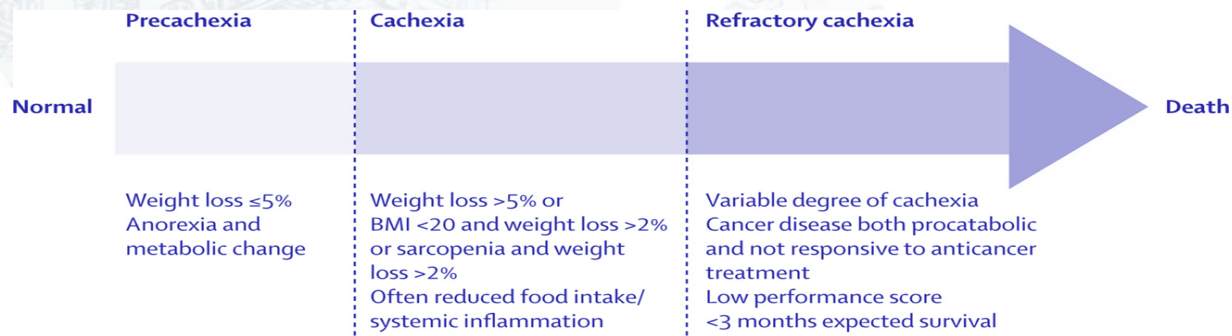 Precachexia
Cachexia
Refractory cachexia
Normal
Death
Weight loss ≤5%
Anorexia and
metabolic change
Weight loss >5% or
BMI <20 and weight loss >2%
or sarcopenia and weight
loss >2%
Often reduced food intake/
systemic inflammation
Variable degree of cachexia
Cancer disease both procatabolic
and not responsive to anticancer
treatment
Low performance score
<3 months expected survival